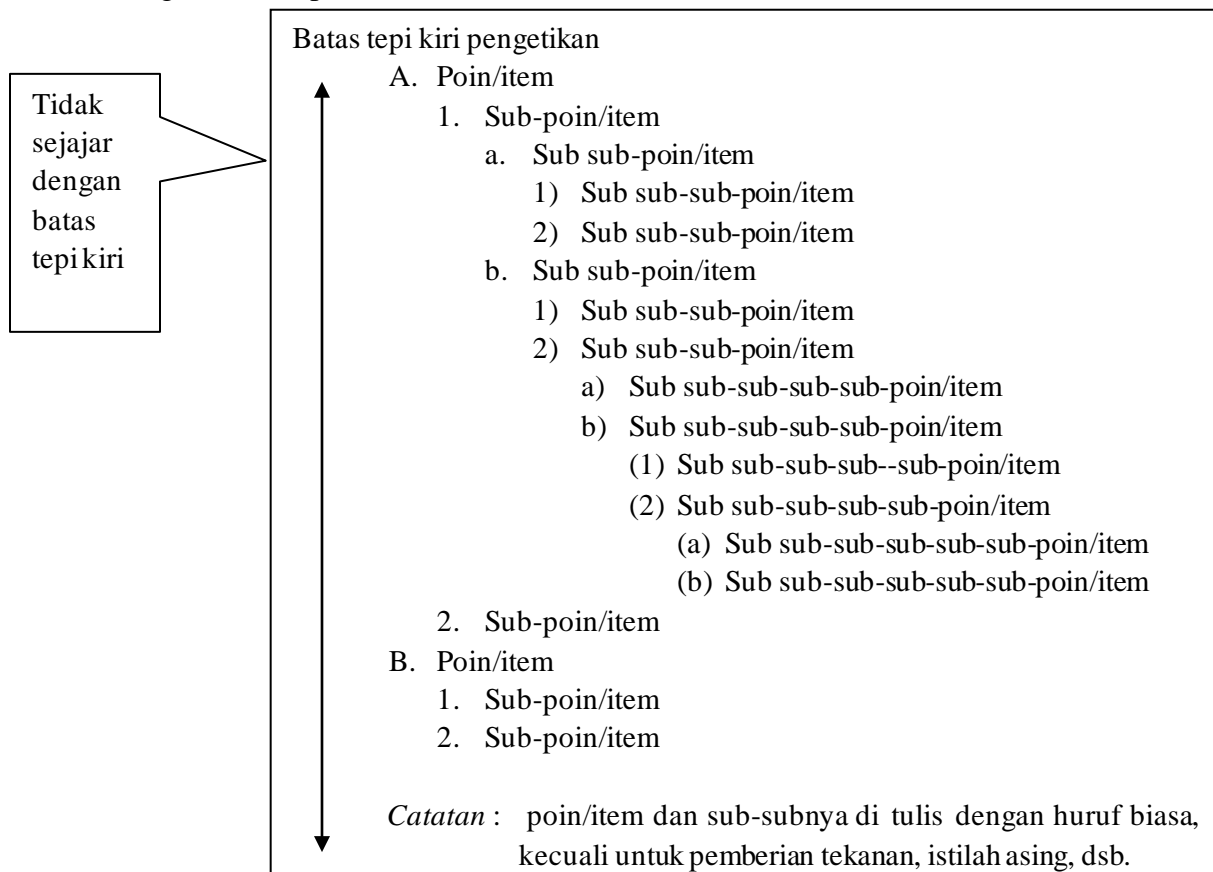 Batas tepi kiri pengetikan
Tidak
sejajar
dengan
batas
tepi kiri
A. Poin/item
1. Sub-poin/item
a. Sub sub-poin/item
1) Sub sub-sub-poin/item
2) Sub sub-sub-poin/item
b. Sub sub-poin/item
1) Sub sub-sub-poin/item
2) Sub sub-sub-poin/item
a) Sub sub-sub-sub-sub-poin/item
b) Sub sub-sub-sub-sub-poin/item
(1) Sub sub-sub-sub--sub-poin/item
(2) Sub sub-sub-sub-sub-poin/item
(a) Sub sub-sub-sub-sub-sub-poin/item
(b) Sub sub-sub-sub-sub-sub-poin/item
2. Sub-poin/item
B. Poin/item
1. Sub-poin/item
2. Sub-poin/item
Catatan : poin/item dan sub-subnya di tulis dengan huruf biasa,
kecuali untuk pemberian tekanan, istilah asing, dsb.